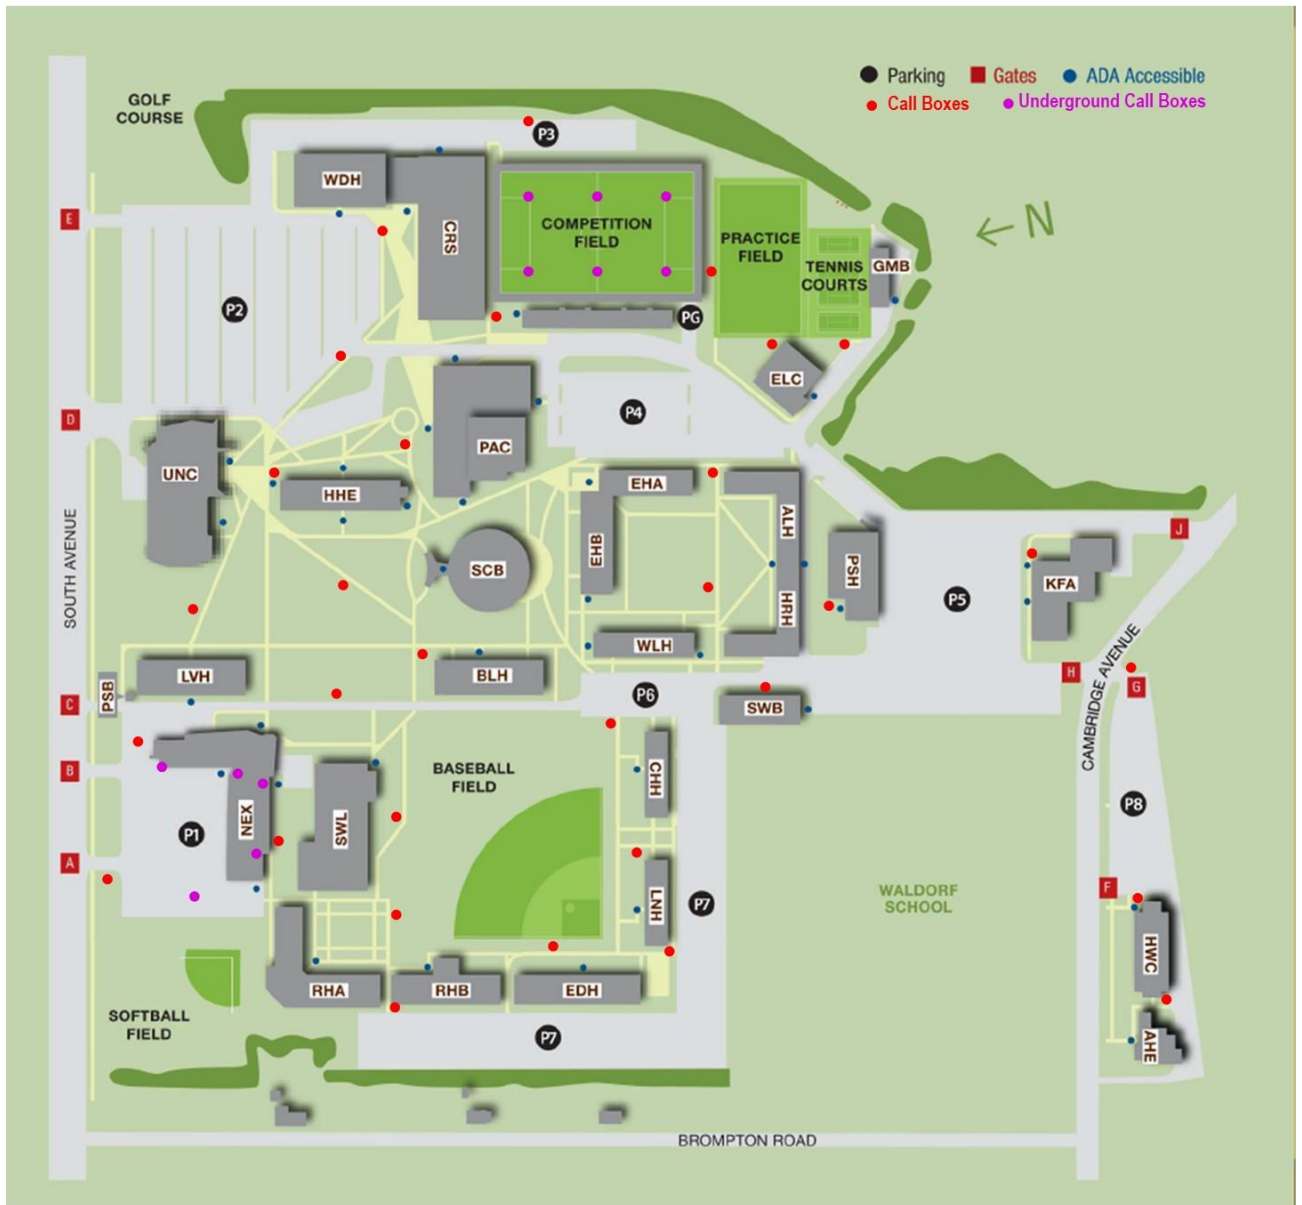 Parking
Gates
ADA Accessible
Call Boxes
Underground Call Boxes
GOLF
COURSE
P3
WDH
CRS
COMPETITION
FIELD
PRACTICE
FIELD
TENNIS
COURTS
GMB
N
E
P2
PG
ELC
D
P4
UNC
HHE
PAC
EHA
ALH
SOUTH AVENUE
SCB
EHB
PSH
P5
KFA
J
HRH
WLH
LVH
BLH
PSB
C
P6
SWB
H
G
CAMBRIDGE AVENUE
B
BASEBALL
FIELD
CHH
NEX
SWL
P1
P8
A
LNH
P7
WALDORF
SCHOOL
F
HWC
RHA
RHB
EDH
SOFTBALL
FIELD
P7
AHE
BROMPTON ROAD